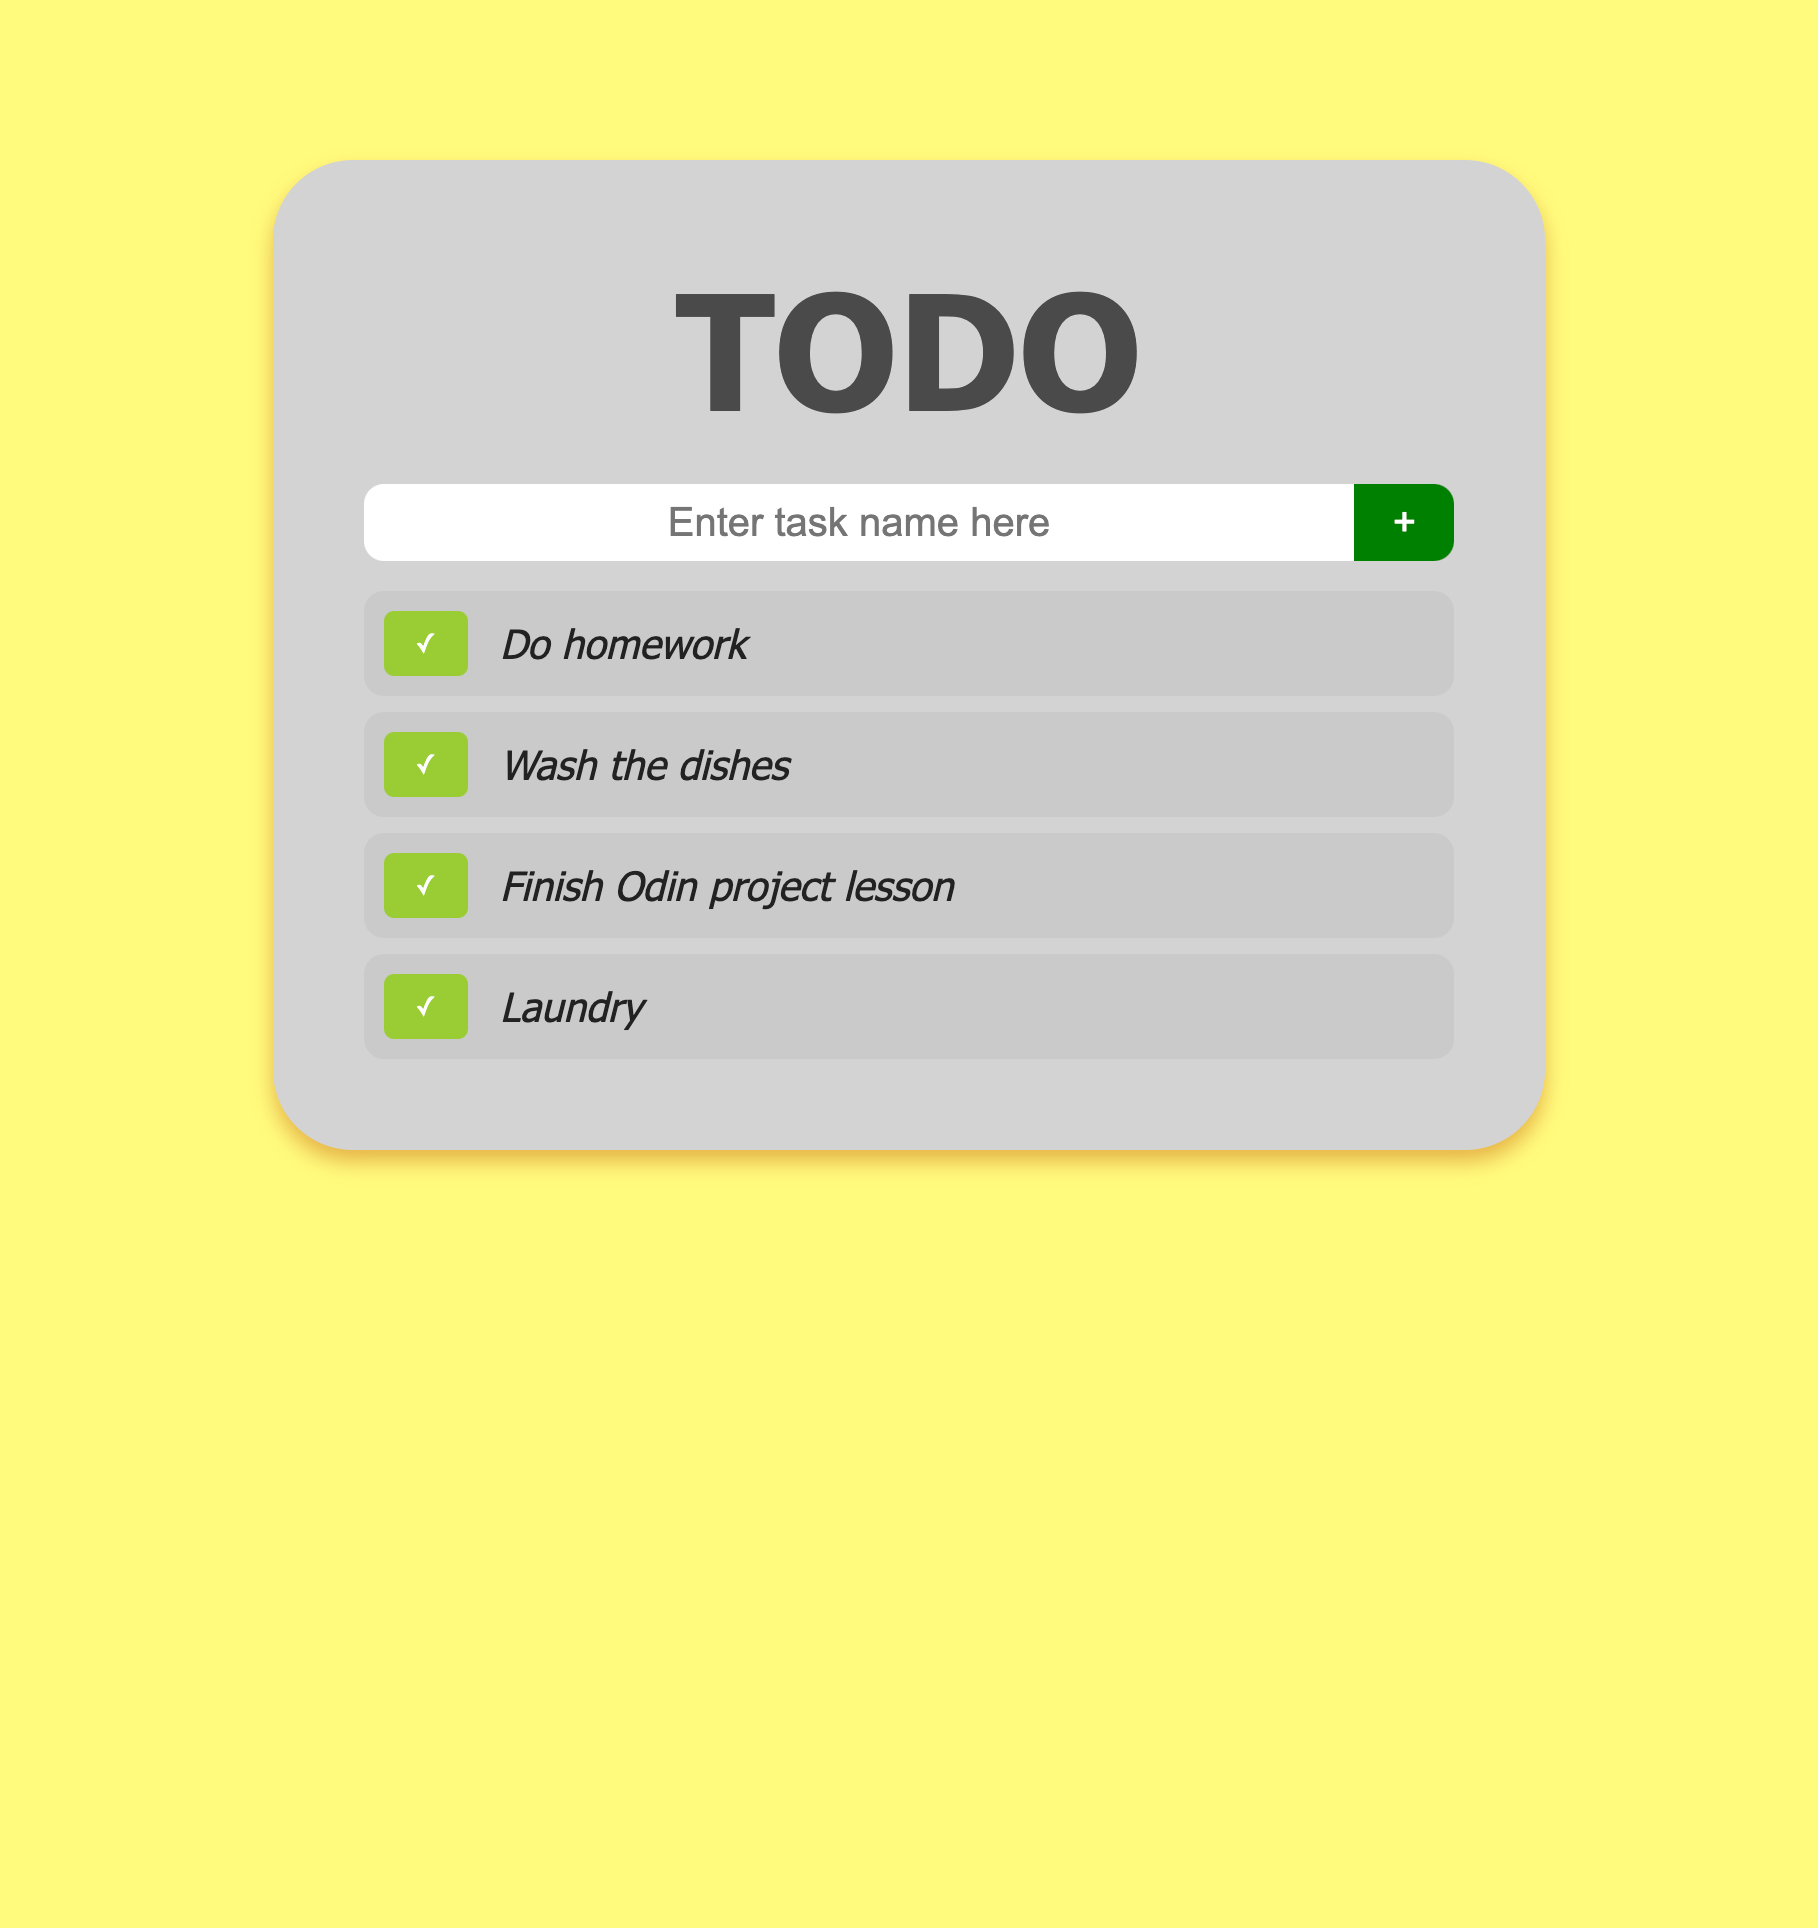 TODO
Enter task name here +
✓ Do homework
✓ Wash the dishes
✓ Finish Odin project lesson
✓ Laundry